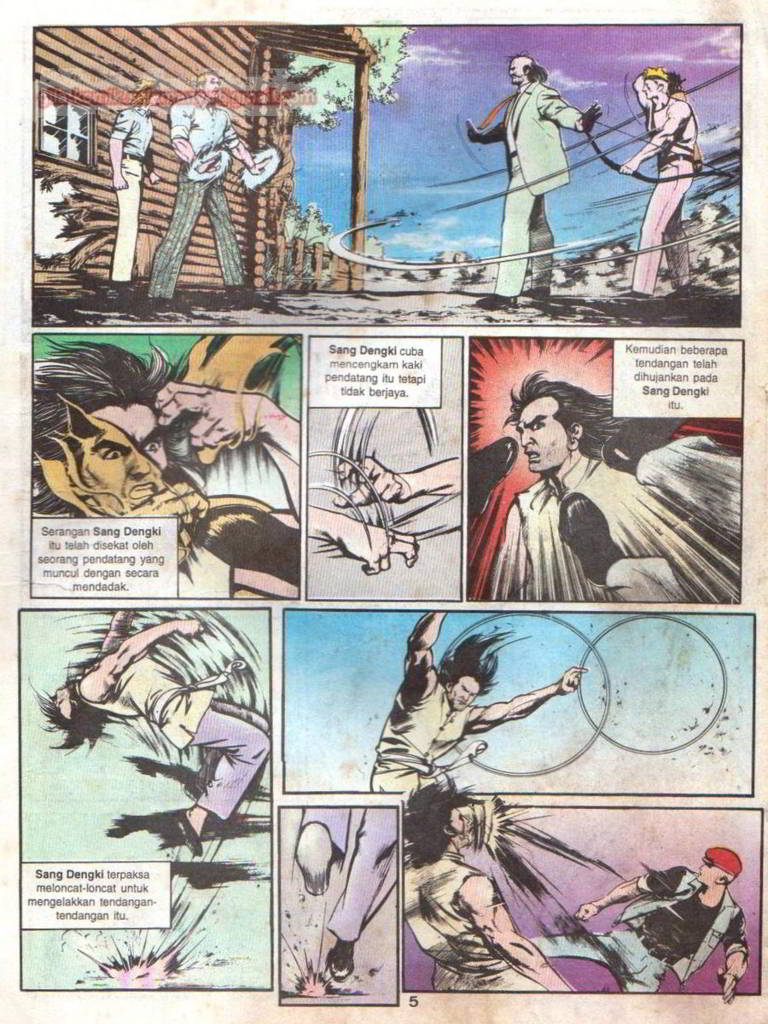 Sang Dengki cuba
mencengkam kaki
pendatang itu tetapi
tidak berjaya.
Kemudian beberapa
tendangan telah
dihujankan pada
Sang Dengki
itu.
Serangan Sang Dengki
itu telah disekat oleh
seorang pendatang yang
muncul dengan secara
mendadak.
Sang Dengki terpaksa
meloncat-loncat untuk
mengelakkan tendangan-
tendangan itu.
5